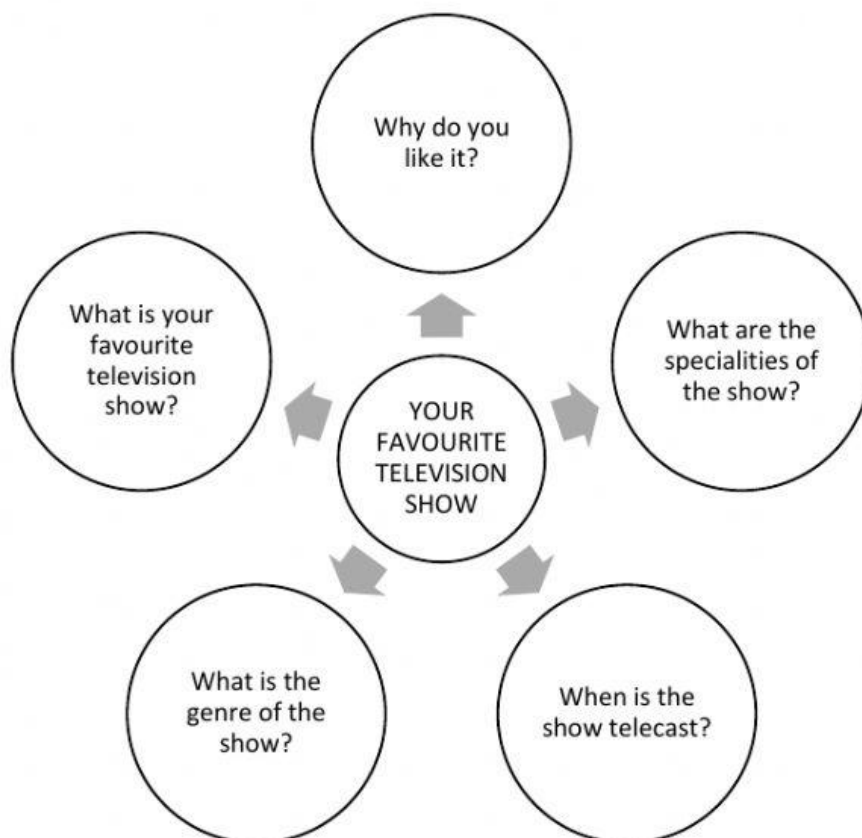 Why do you
like it?
What is your
favourite
television
show?
What are the
specialities of
the show?
YOUR
FAVOURITE
TELEVISION
SHOW
What is the
genre of the
show?
When is the
show telecast?